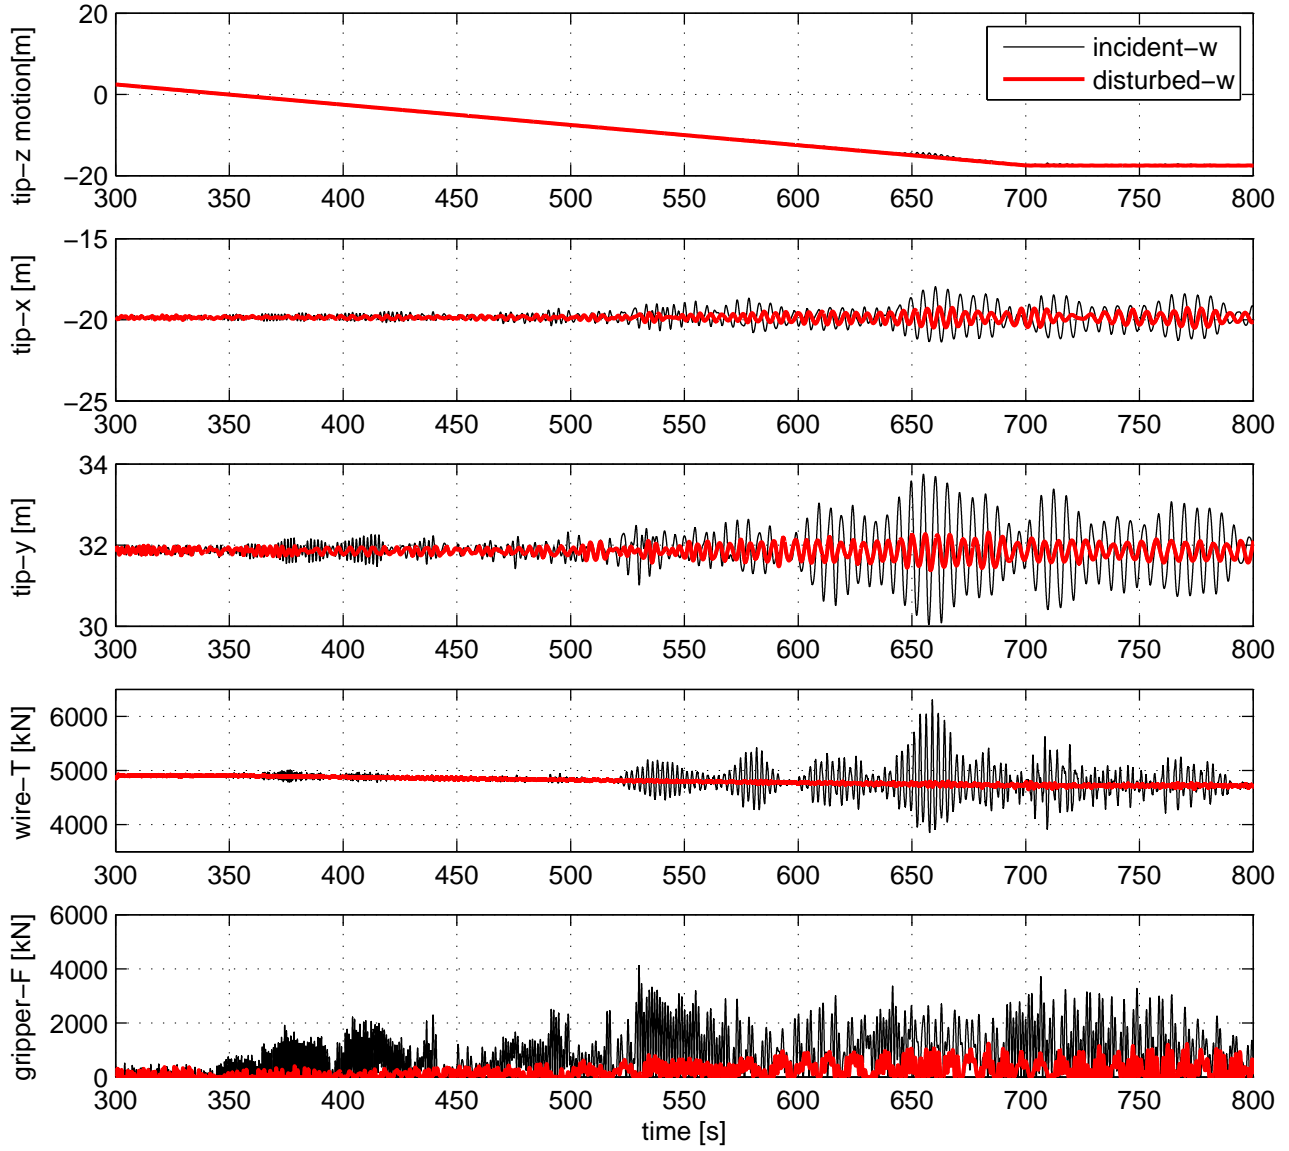 20
0
−20
tip−z motion[m]
incident−w
disturbed−w
300 350 400 450 500 550 600 650 700 750 800
−15
−20
−25
tip−x [m]
300 350 400 450 500 550 600 650 700 750 800
34
32
30
tip−y [m]
300 350 400 450 500 550 600 650 700 750 800
6000
5000
4000
wire−T [kN]
300 350 400 450 500 550 600 650 700 750 800
6000
4000
2000
0
gripper−F [kN]
300 350 400 450 500 550 600 650 700 750 800
time [s]